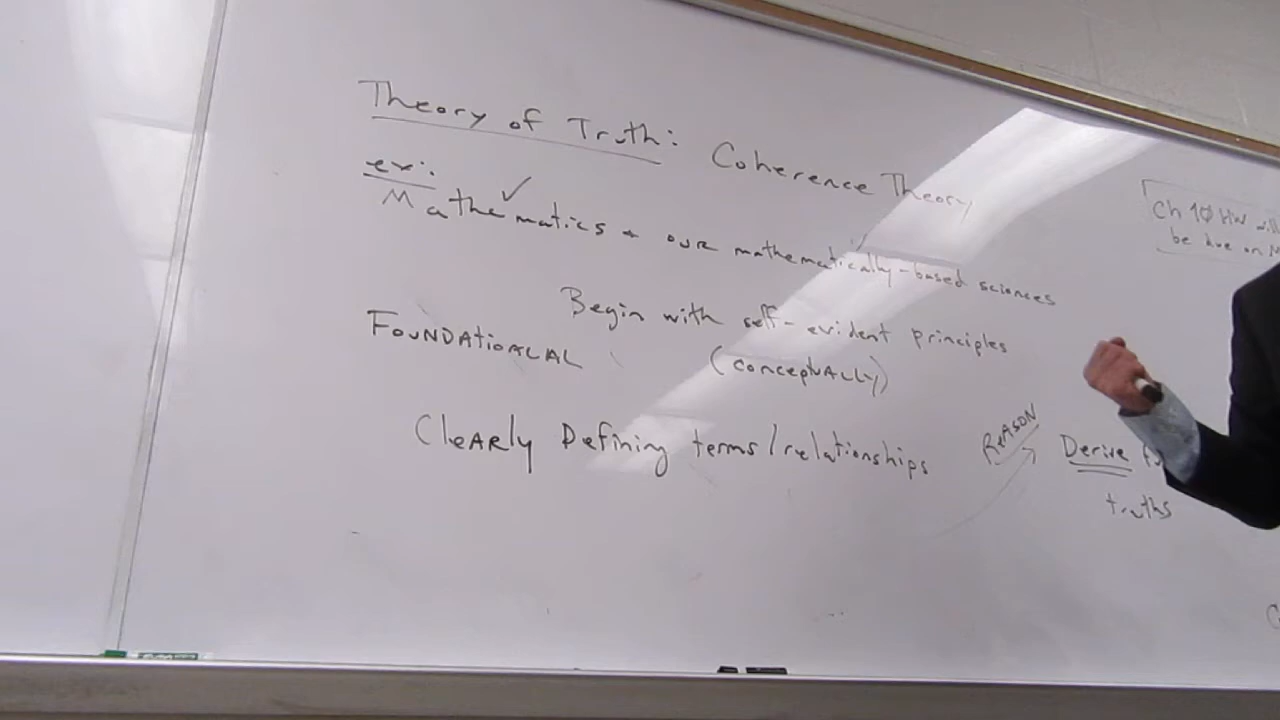 Theory of Truth: Coherence Theory
ex:
Mathematics + our mathematically-based sciences
Begin with self-evident principles
FOUNDATIOALAL
(conceptually)
Clearly Defining terms/relationships
REASON
Derive
truths
Ch 10 HW will
be due on M